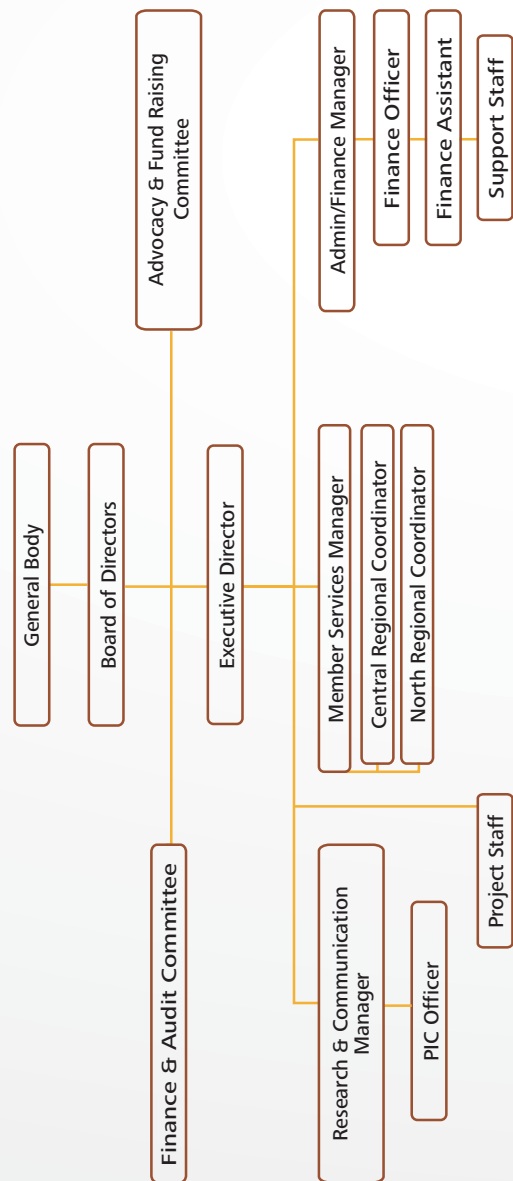 General Body
Board of Directors
Finance & Audit Committee
Advocacy & Fund Raising
Committee
Executive Director
Research & Communication
Manager
PIC Officer
Project Staff
Member Services Manager
Central Regional Coordinator
North Regional Coordinator
Admin/Finance Manager
Finance Officer
Finance Assistant
Support Staff